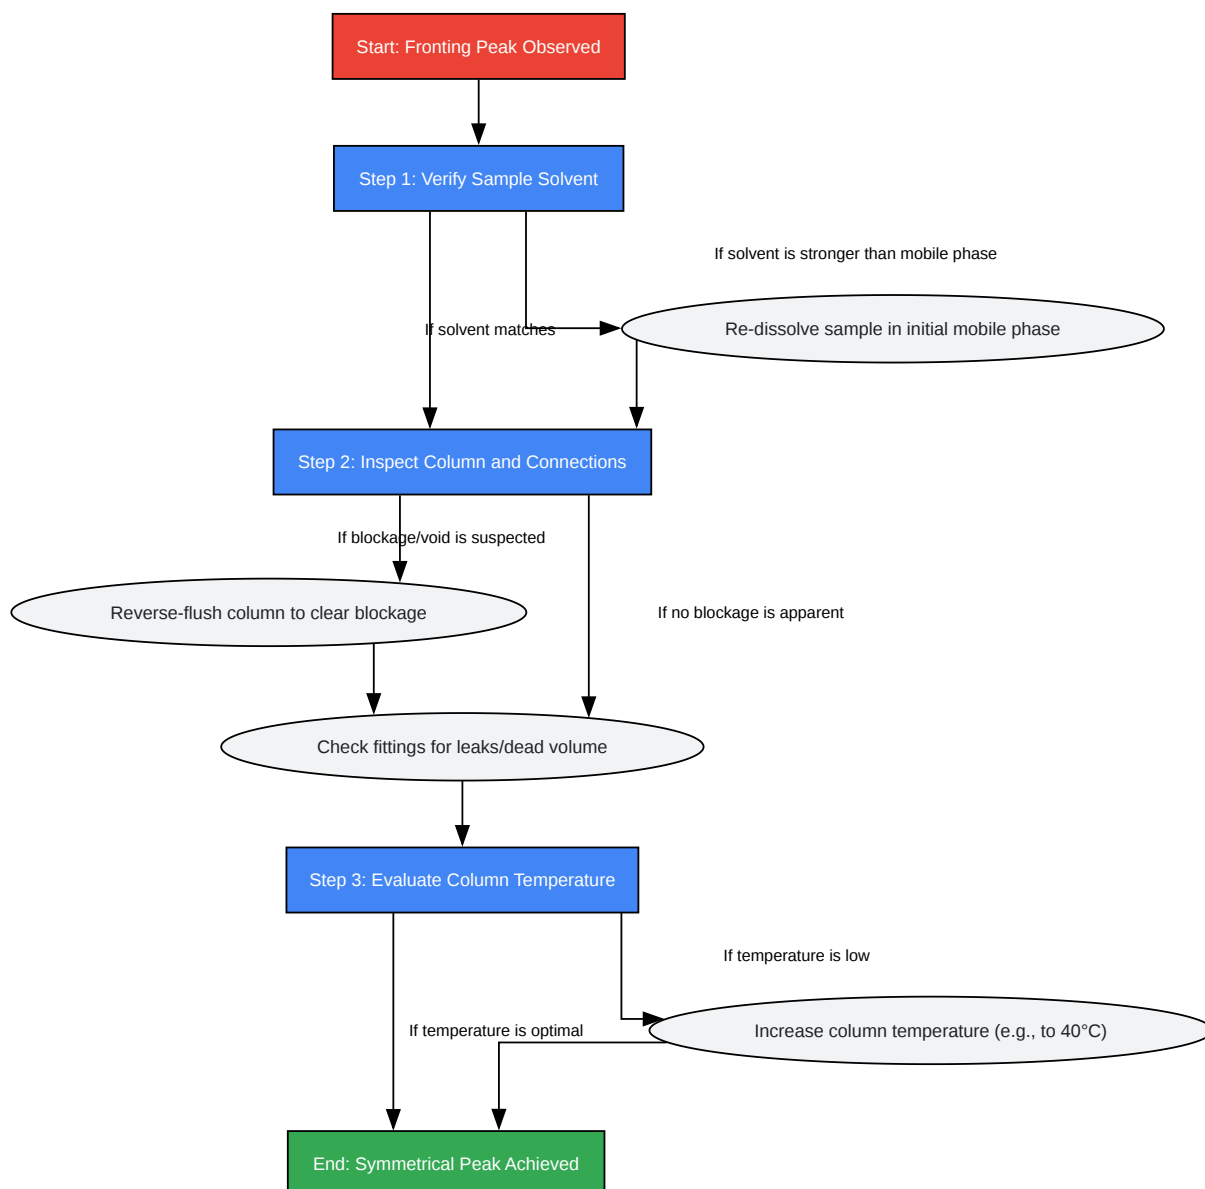 Start: Fronting Peak Observed
Step 1: Verify Sample Solvent
If solvent is stronger than mobile phase
If solvent matches
Re-dissolve sample in initial mobile phase
Step 2: Inspect Column and Connections
If blockage/void is suspected
Reverse-flush column to clear blockage
If no blockage is apparent
Check fittings for leaks/dead volume
Step 3: Evaluate Column Temperature
If temperature is low
If temperature is optimal
Increase column temperature (e.g., to 40°C)
End: Symmetrical Peak Achieved